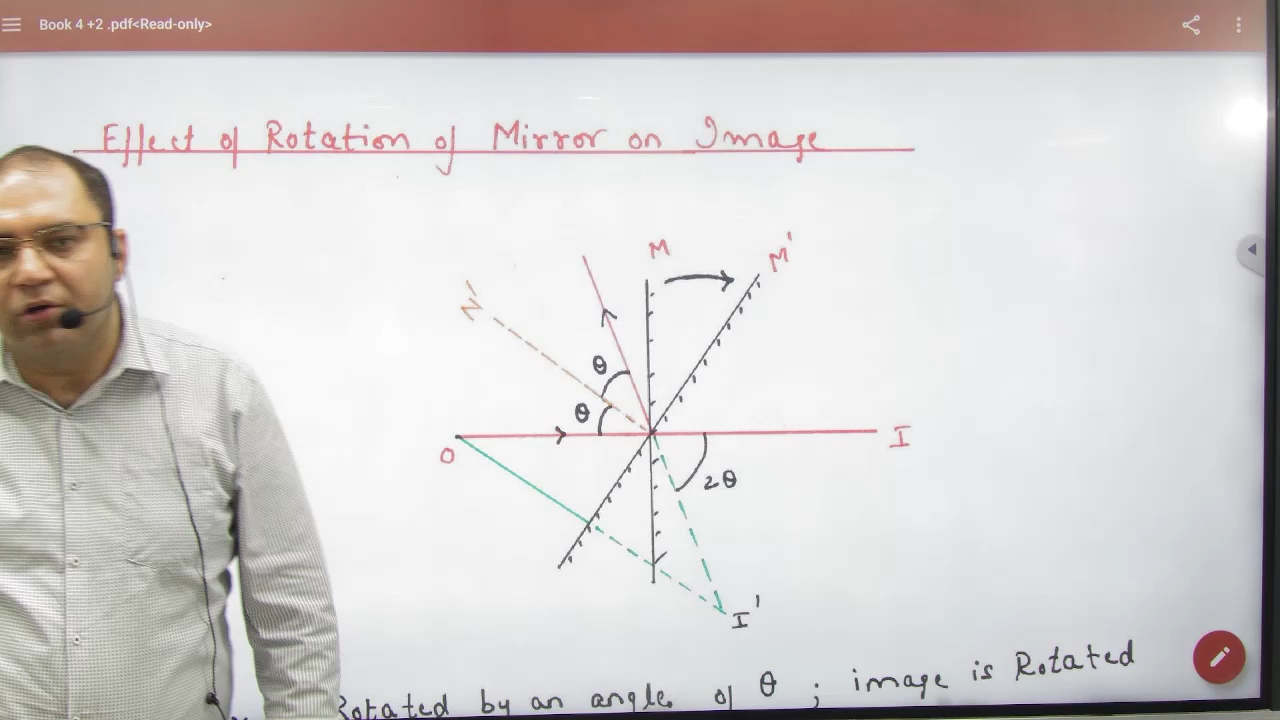 Book 4 +2 .pdf<Read-only>
Effect of Rotation of Mirror on Image
M
M'
N'
θ
θ
O
I
2θ
I'
Rotated by an angle of θ ; image is Rotated